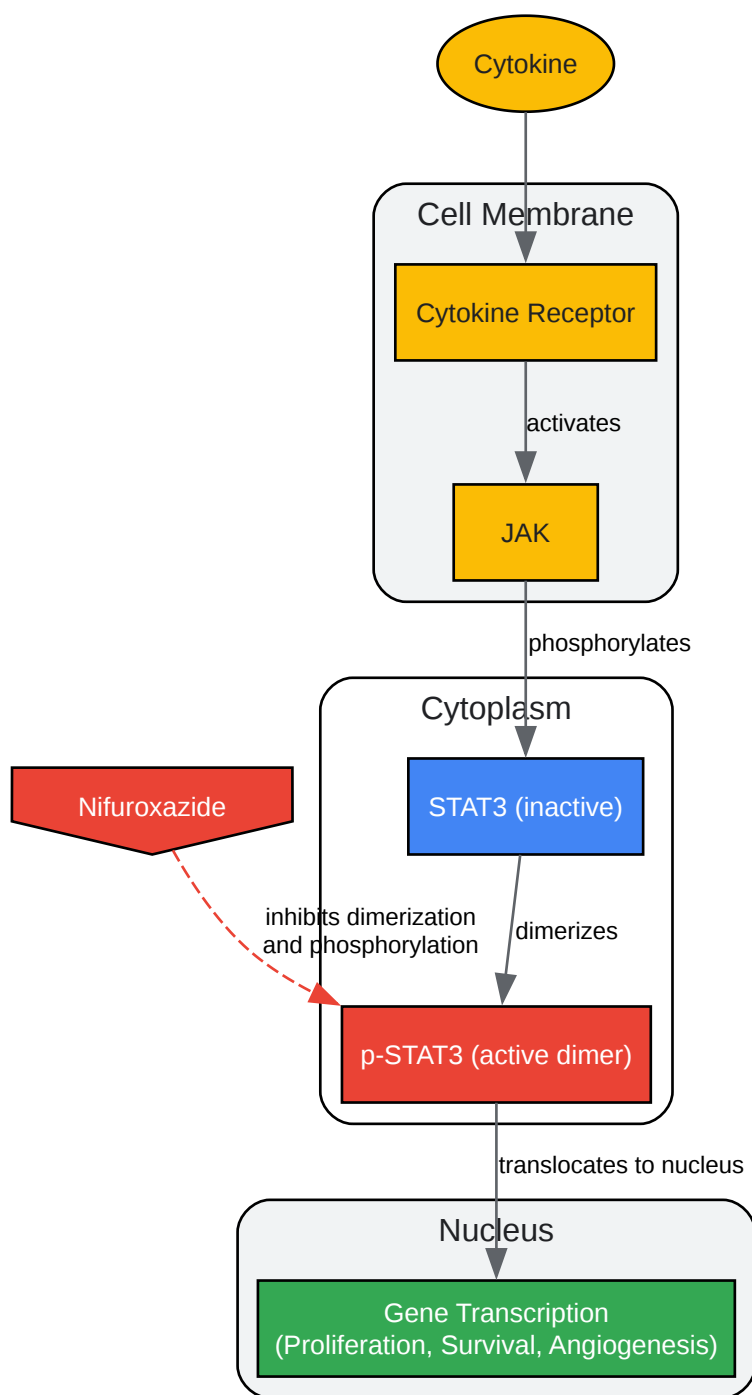 Cytokine
Cell Membrane
Cytokine Receptor
activates
JAK
phosphorylates
Cytoplasm
Nifuroxazide
STAT3 (inactive)
inhibits dimerization
and phosphorylation
dimerizes
p-STAT3 (active dimer)
translocates to nucleus
Nucleus
Gene Transcription
(Proliferation, Survival, Angiogenesis)